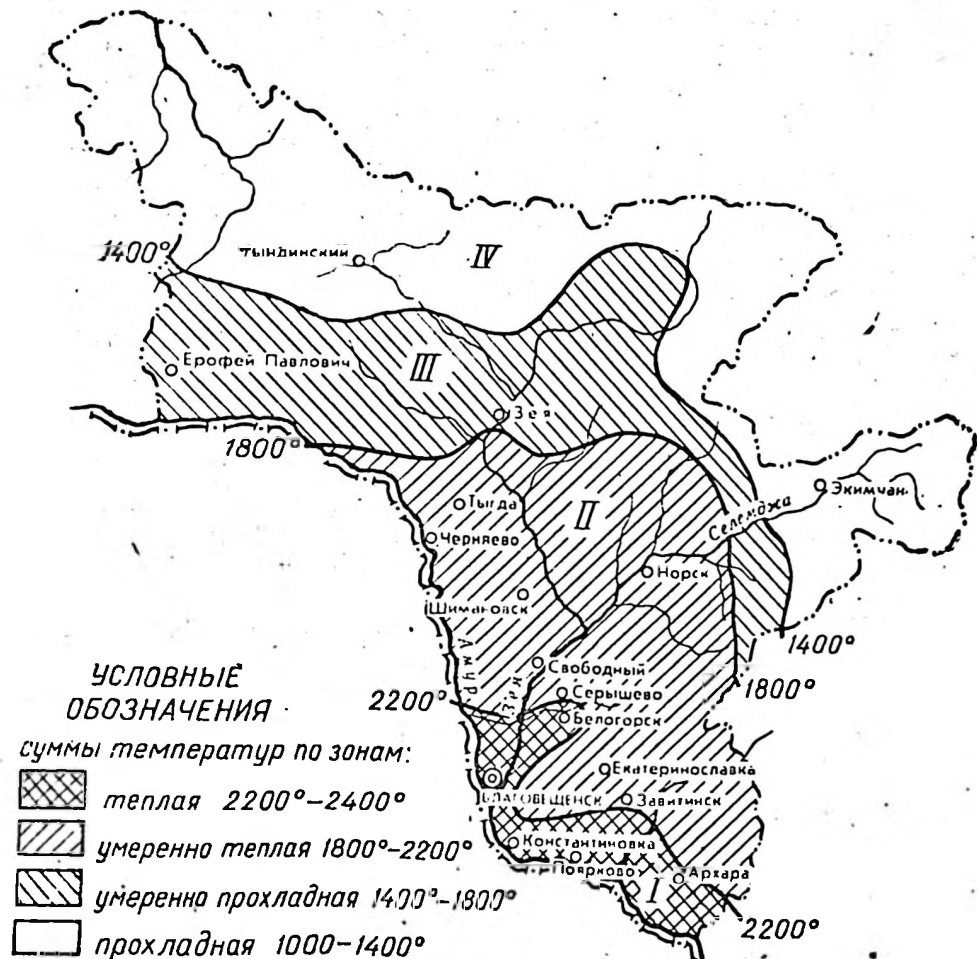 1400°
Тындинский
IV
Ерофей Павлович
III
Зея
1800°
Тыгда
II
Экимчан
Селемджа
Черняево
Норск
Шимановск
1400°
Амур
Свободный
1800°
Зея
2200°
Серышево
Белогорск
Екатеринославка
БЛАГОВЕЩЕНСК
Завитинск
Константиновка
Поярково
I
Архара
2200°
УСЛОВНЫЕ
ОБОЗНАЧЕНИЯ
суммы температур по зонам:
теплая 2200°-2400°
умеренно теплая 1800°-2200°
умеренно прохладная 1400°-1800°
прохладная 1000-1400°